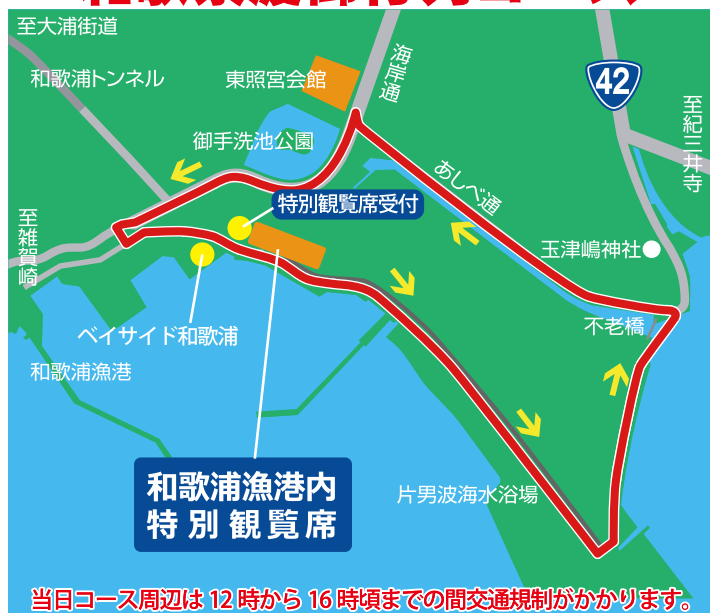 至大浦街道
和歌浦トンネル
東照宮会館
海岸通
42
至紀三井寺
御手洗池公園
あしべ通
特別観覧席受付
至雑賀崎
玉津嶋神社
不老橋
ベイサイド和歌浦
和歌浦漁港
和歌浦漁港内
特別観覧席
片男波海水浴場
当日コース周辺は12時から16時頃までの間交通規制がかかります。